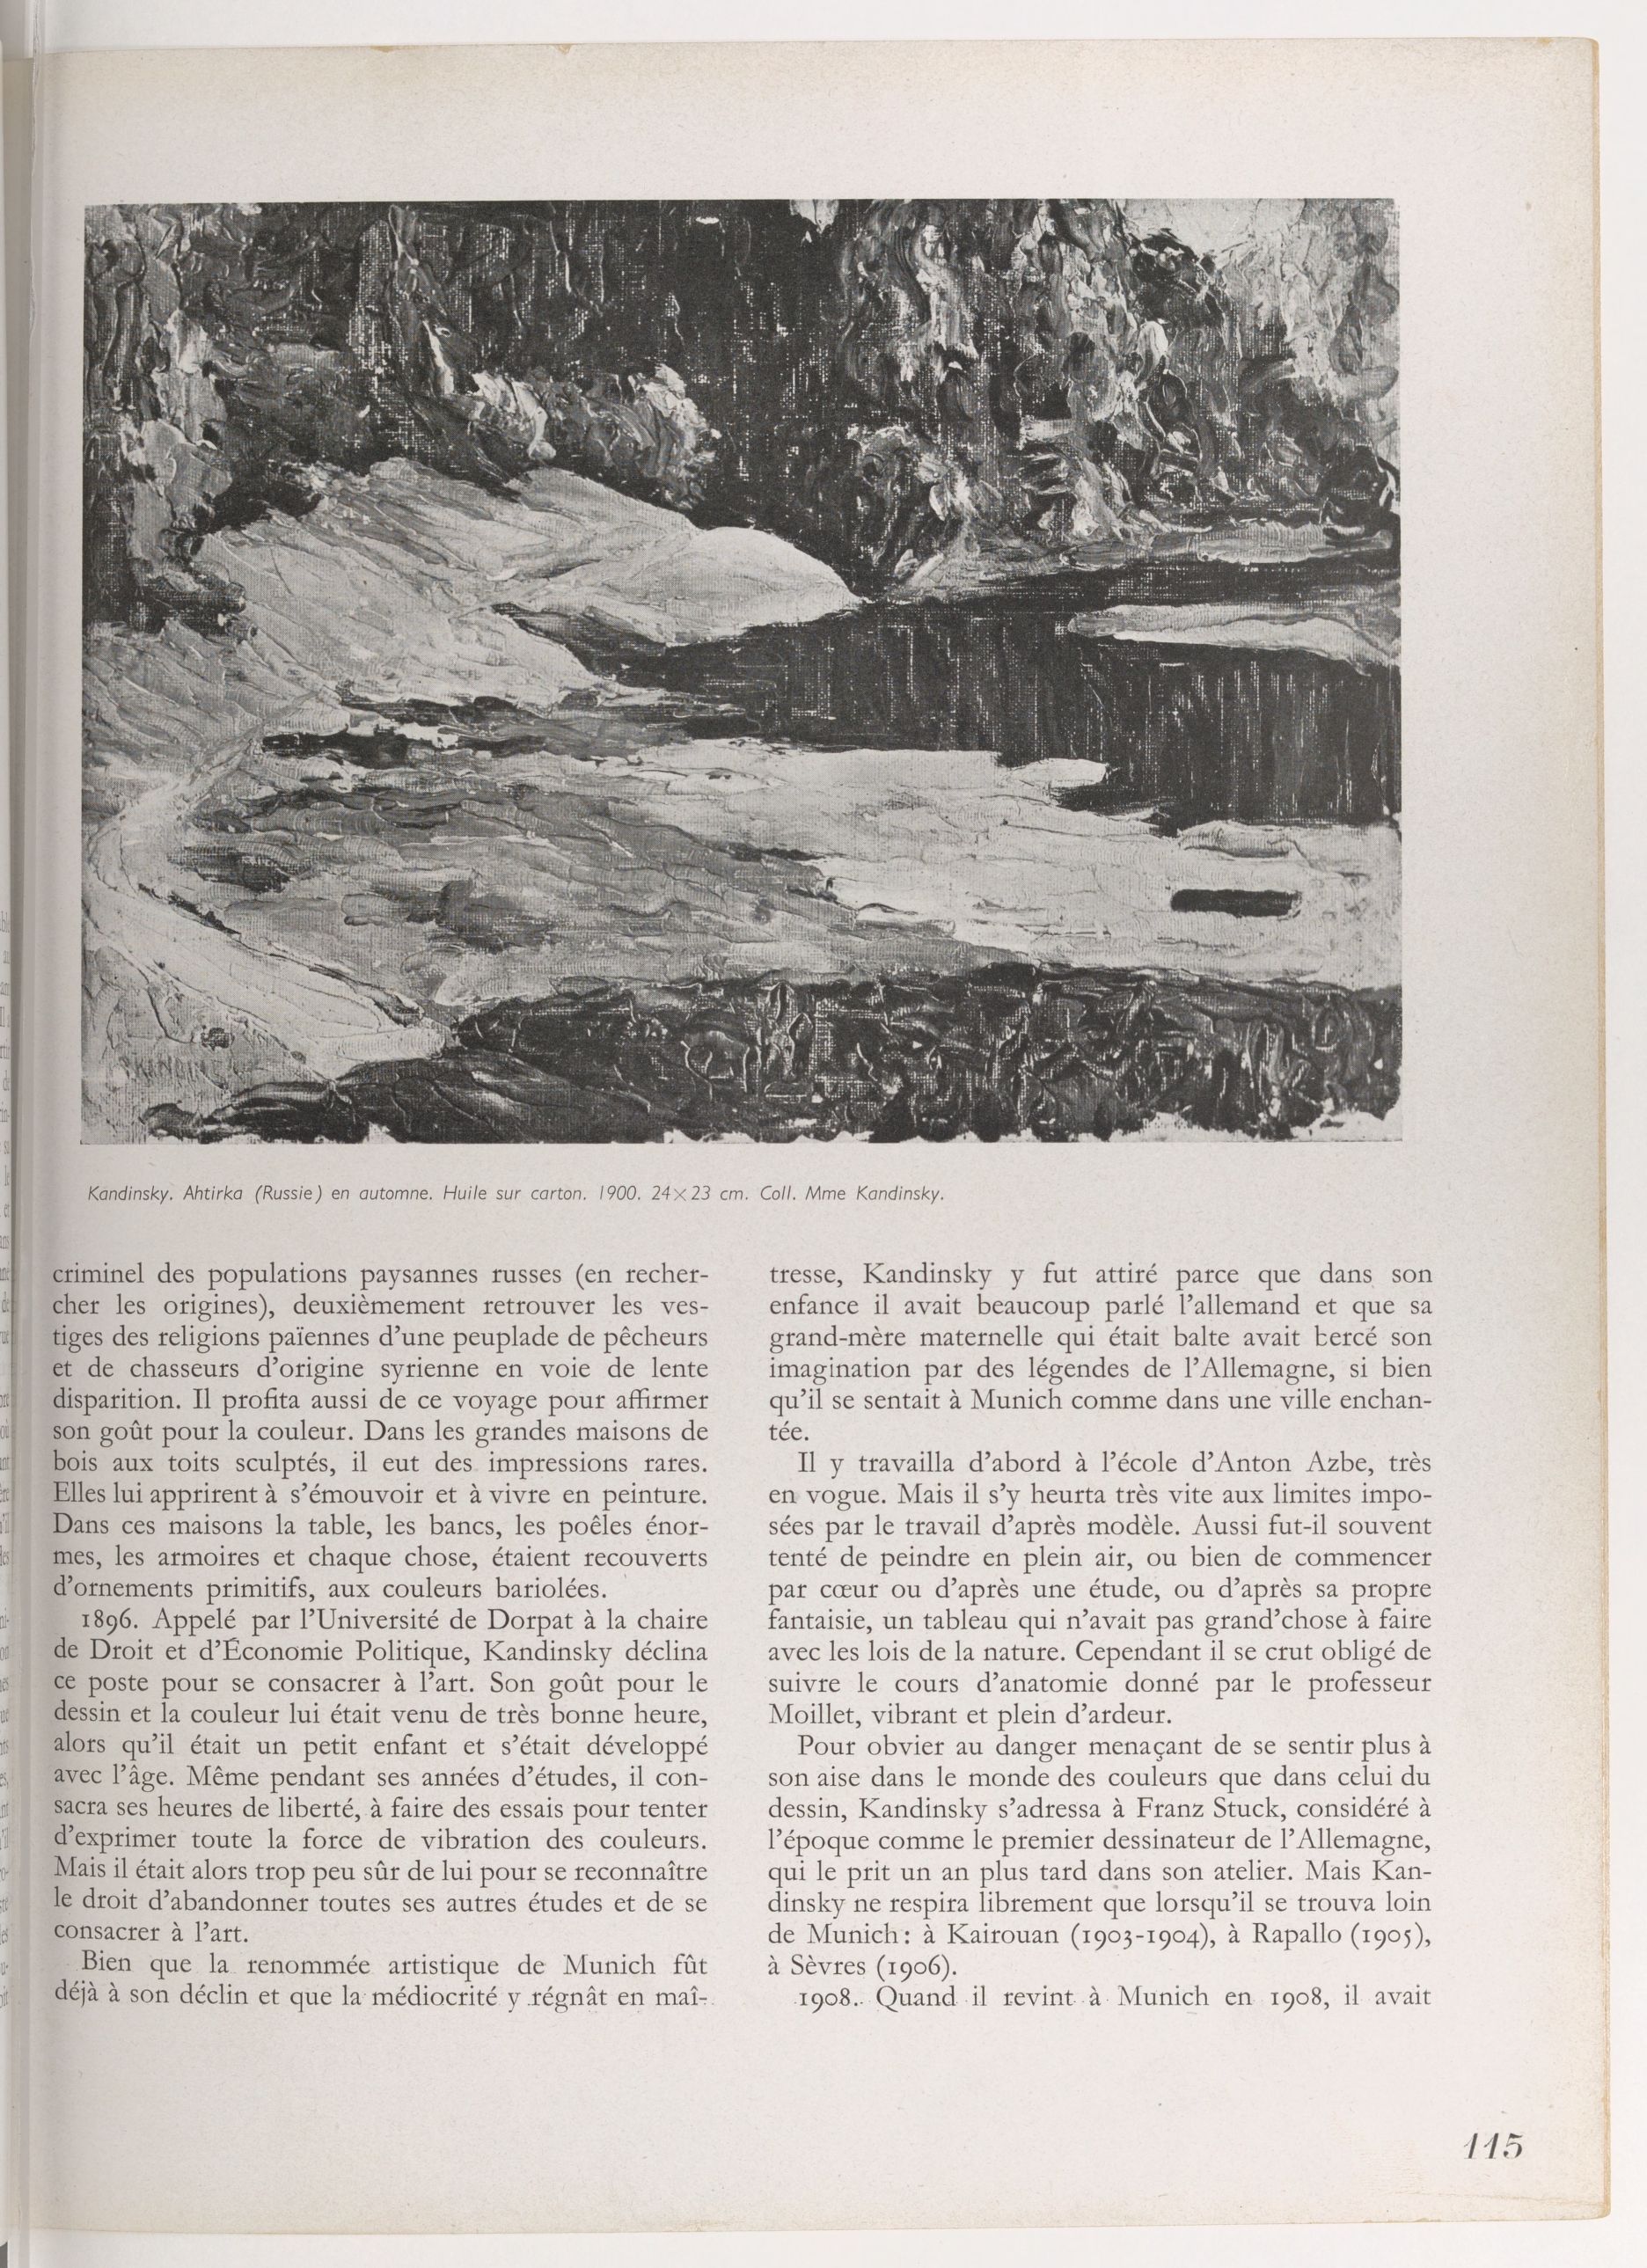 KANDINSKY
Kandinsky. Ahtirka (Russie) en automne. Huile sur carton. 1900. 24×23 cm. Coll. Mme Kandinsky.
criminel des populations paysannes russes (en recher-
cher les origines), deuxièmement retrouver les ves-
tiges des religions païennes d'une peuplade de pêcheurs
et de chasseurs d'origine syrienne en voie de lente
disparition. Il profita aussi de ce voyage pour affirmer
son goût pour la couleur. Dans les grandes maisons de
bois aux toits sculptés, il eut des impressions rares.
Elles lui apprirent à s'émouvoir et à vivre en peinture.
Dans ces maisons la table, les bancs, les poêles énor-
mes, les armoires et chaque chose, étaient recouverts
d'ornements primitifs, aux couleurs bariolées.
1896. Appelé par l'Université de Dorpat à la chaire
de Droit et d'Économie Politique, Kandinsky déclina
ce poste pour se consacrer à l'art. Son goût pour le
dessin et la couleur lui était venu de très bonne heure,
alors qu'il était un petit enfant et s'était développé
avec l'âge. Même pendant ses années d'études, il con-
sacra ses heures de liberté, à faire des essais pour tenter
d'exprimer toute la force de vibration des couleurs.
Mais il était alors trop peu sûr de lui pour se reconnaître
le droit d'abandonner toutes ses autres études et de se
consacrer à l'art.
Bien que la renommée artistique de Munich fût
déjà à son déclin et que la médiocrité y régnât en maî-
tresse, Kandinsky y fut attiré parce que dans son
enfance il avait beaucoup parlé l'allemand et que sa
grand-mère maternelle qui était balte avait bercé son
imagination par des légendes de l'Allemagne, si bien
qu'il se sentait à Munich comme dans une ville enchan-
tée.
Il y travailla d'abord à l'école d'Anton Azbe, très
en vogue. Mais il s'y heurta très vite aux limites impo-
sées par le travail d'après modèle. Aussi fut-il souvent
tenté de peindre en plein air, ou bien de commencer
par cœur ou d'après une étude, ou d'après sa propre
fantaisie, un tableau qui n'avait pas grand'chose à faire
avec les lois de la nature. Cependant il se crut obligé de
suivre le cours d'anatomie donné par le professeur
Moillet, vibrant et plein d'ardeur.
Pour obvier au danger menaçant de se sentir plus à
son aise dans le monde des couleurs que dans celui du
dessin, Kandinsky s'adressa à Franz Stuck, considéré à
l'époque comme le premier dessinateur de l'Allemagne,
qui le prit un an plus tard dans son atelier. Mais Kan-
dinsky ne respira librement que lorsqu'il se trouva loin
de Munich: à Kairouan (1903-1904), à Rapallo (1905),
à Sèvres (1906).
1908. Quand il revint à Munich en 1908, il avait
115